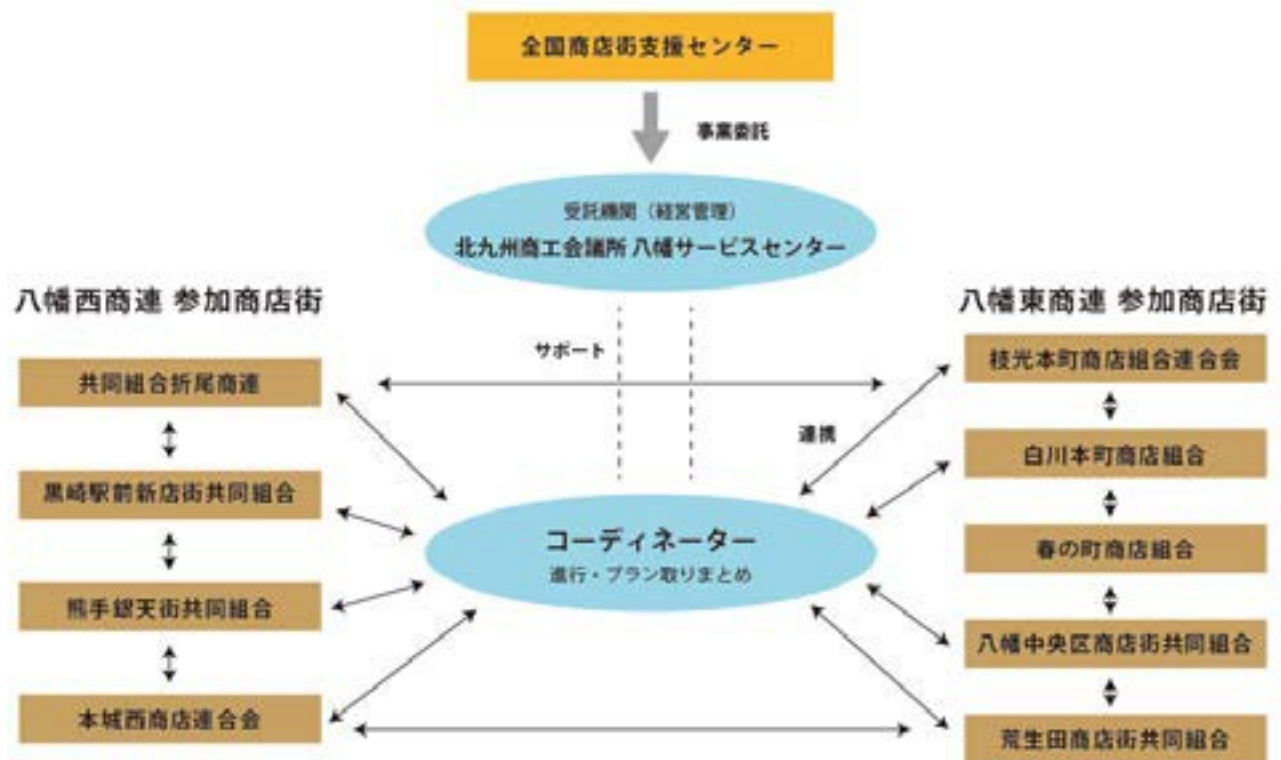 全国商店街支援センター
事業委託
受託機関（経営管理）
北九州商工会議所 八幡サービスセンター
八幡西商連 参加商店街
八幡東商連 参加商店街
サポート
連携
共同組合折尾商連
黒崎駅前新店街共同組合
熊手銀天街共同組合
本城西商店連合会
コーディネーター
進行・プラン取りまとめ
枝光本町商店組合連合会
白川本町商店組合
春の町商店組合
八幡中央区商店街共同組合
荒生田商店街共同組合